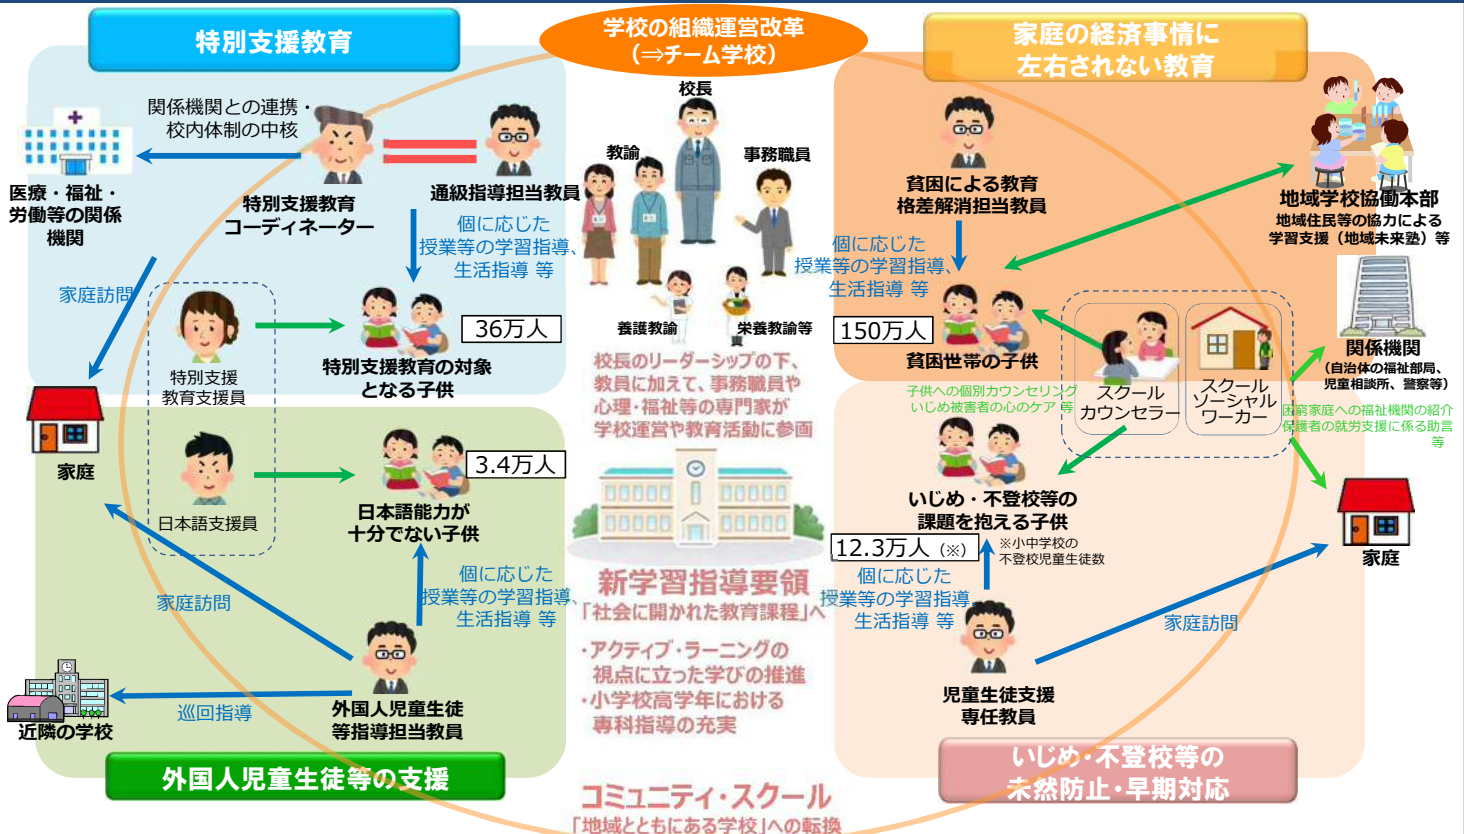 特別支援教育
学校の組織運営改革
（⇒チーム学校）
家庭の経済事情に
左右されない教育
関係機関との連携・
校内体制の中核
医療・福祉・
労働等の関係
機関
特別支援教育
コーディネーター
通級指導担当教員
個に応じた
授業等の学習指導、
生活指導 等
家庭訪問
特別支援
教育支援員
36万人
特別支援教育の対象
となる子供
家庭
日本語支援員
3.4万人
日本語能力が
十分でない子供
個に応じた
授業等の学習指導、
生活指導 等
家庭訪問
巡回指導
近隣の学校
外国人児童生徒
等指導担当教員
外国人児童生徒等の支援
校長
教諭
事務職員
養護教諭
栄養教諭等
校長のリーダーシップの下、
教員に加えて、事務職員や
心理・福祉等の専門家が
学校運営や教育活動に参画
新学習指導要領
「社会に開かれた教育課程」へ
・アクティブ・ラーニングの
視点に立った学びの推進
・小学校高学年における
専科指導の充実
コミュニティ・スクール
「地域とともにある学校」への転換
貧困による教育
格差解消担当教員
個に応じた
授業等の学習指導、
生活指導 等
150万人
貧困世帯の子供
地域学校協働本部
地域住民等の協力による
学習支援（地域未来塾）等
関係機関
（自治体の福祉部局、
児童相談所、警察等）
スクール
カウンセラー
スクール
ソーシャル
ワーカー
子供への個別カウンセリング
いじめ被害者の心のケア 等
困窮家庭への福祉機関の紹介
保護者の就労支援に係る助言
等
いじめ・不登校等の
課題を抱える子供
12.3万人（※）
※小中学校の
不登校児童生徒数
個に応じた
授業等の学習指導、
生活指導 等
家庭訪問
家庭
児童生徒支援
専任教員
いじめ・不登校等の
未然防止・早期対応